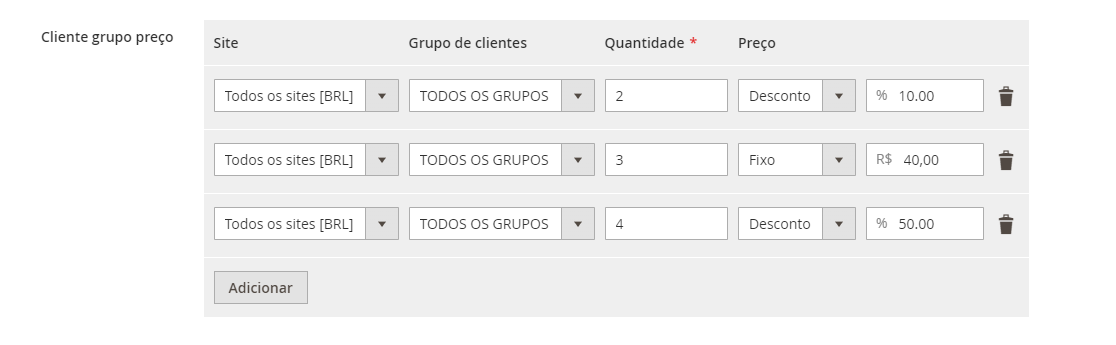 Cliente grupo preço
Site Grupo de clientes Quantidade * Preço
Todos os sites [BRL] TODOS OS GRUPOS 2 Desconto % 10.00
Todos os sites [BRL] TODOS OS GRUPOS 3 Fixo R$ 40,00
Todos os sites [BRL] TODOS OS GRUPOS 4 Desconto % 50.00
Adicionar